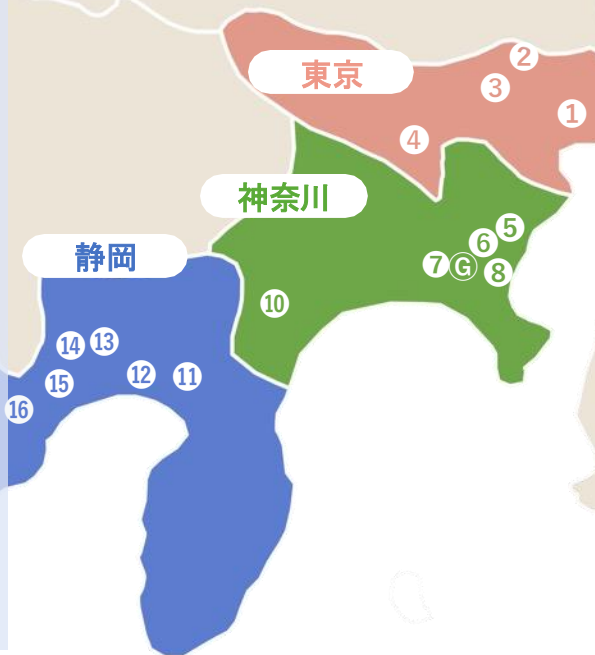 ②
東京
③
①
④
神奈川
⑤
⑥
静岡
⑦ Ⓖ ⑧
⑩
⑭ ⑬
⑮ ⑫ ⑪
⑯